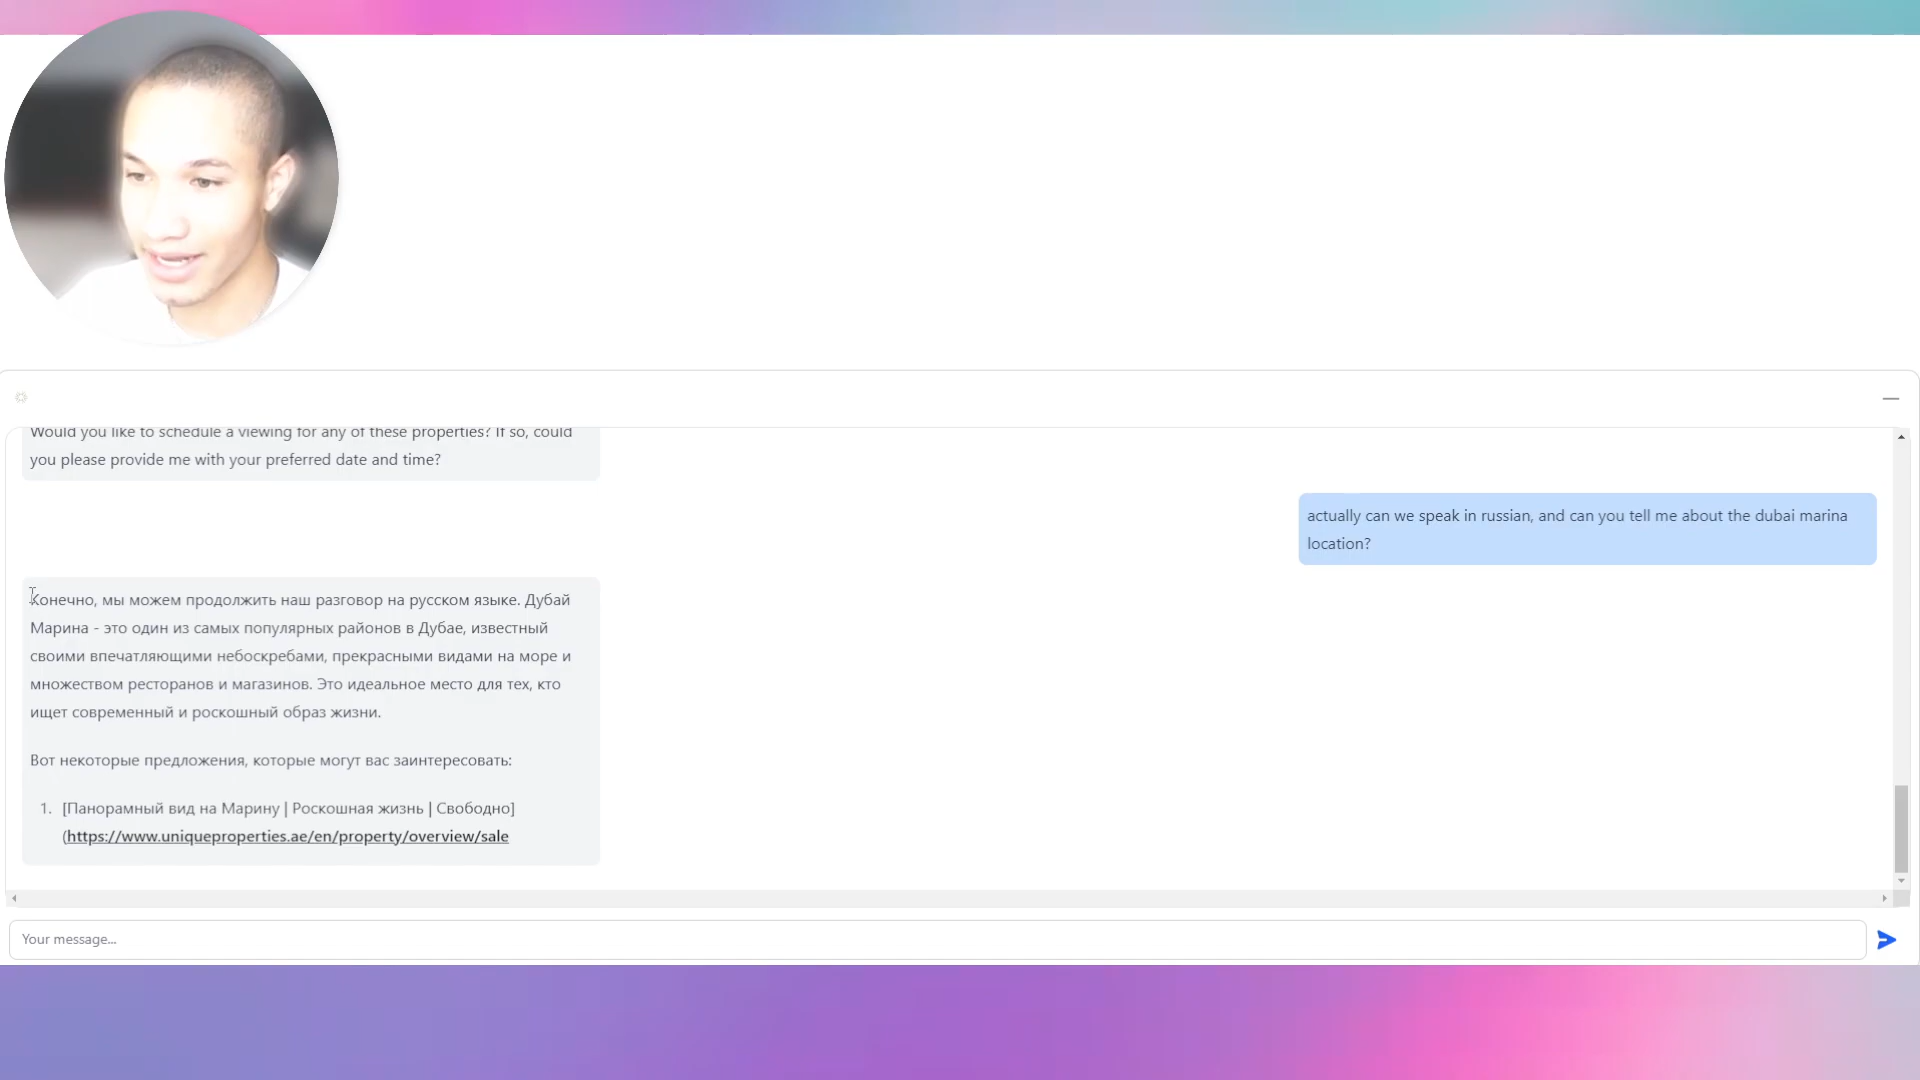 Would you like to schedule a viewing for any of these properties? If so, could
you please provide me with your preferred date and time?
actually can we speak in russian, and can you tell me about the dubai marina
location?
Конечно, мы можем продолжить наш разговор на русском языке. Дубай
Марина - это один из самых популярных районов в Дубае, известный
своими впечатляющими небоскребами, прекрасными видами на море и
множеством ресторанов и магазинов. Это идеальное место для тех, кто
ищет современный и роскошный образ жизни.
Вот некоторые предложения, которые могут вас заинтересовать:
1. [Панорамный вид на Марину | Роскошная жизнь | Свободно]
(https://www.uniqueproperties.ae/en/property/overview/sale
Your message...